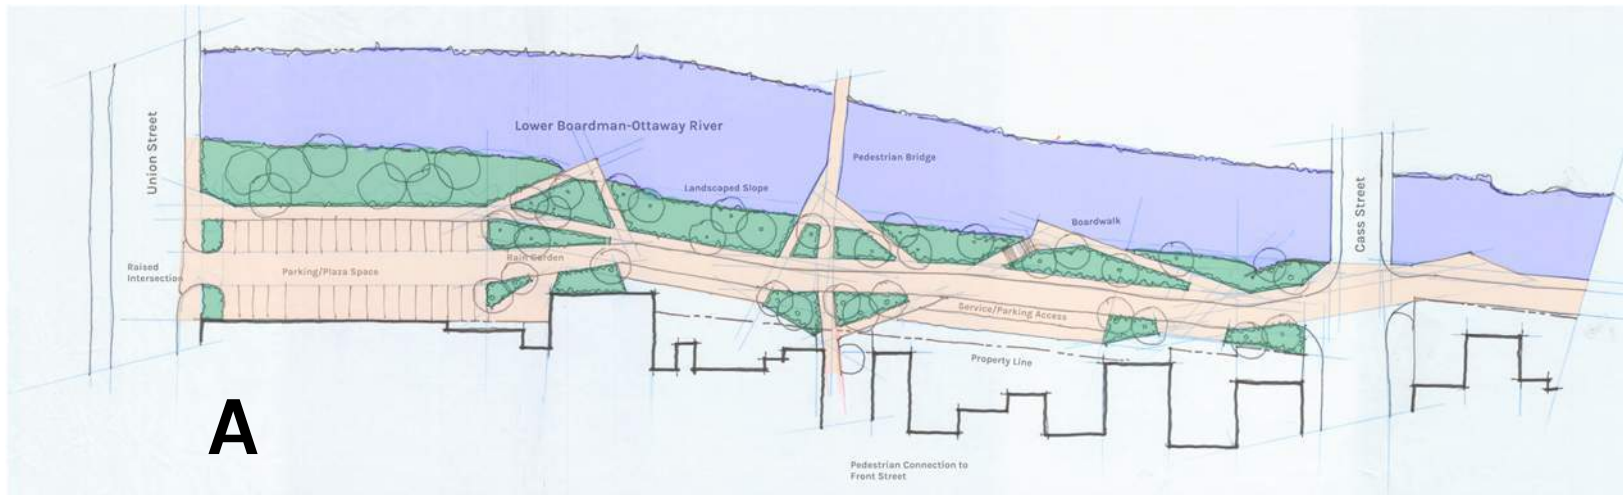 Union Street
Lower Boardman-Ottaway River
Pedestrian Bridge
Landscaped Slope
Boardwalk
Cass Street
Raised
Intersection
Parking/Plaza Space
Rain Garden
Service/Parking Access
Property Line
A
Pedestrian Connection to
Front Street